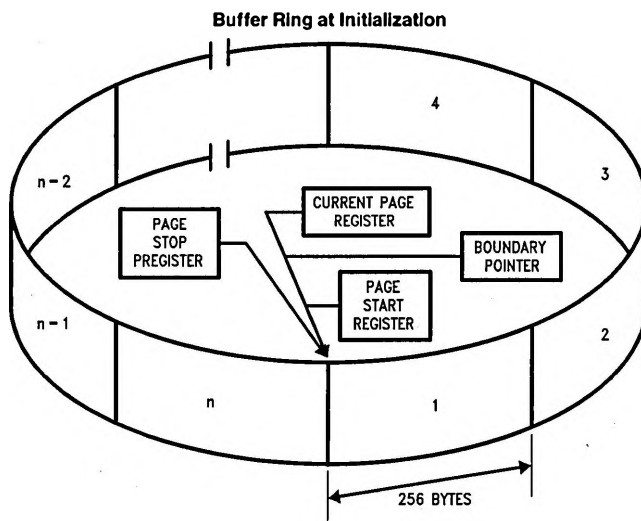 Buffer Ring at Initialization
4
3
n-2
CURRENT PAGE
REGISTER
PAGE
STOP
PREGISTER
BOUNDARY
POINTER
PAGE
START
REGISTER
n-1
2
n
1
256 BYTES